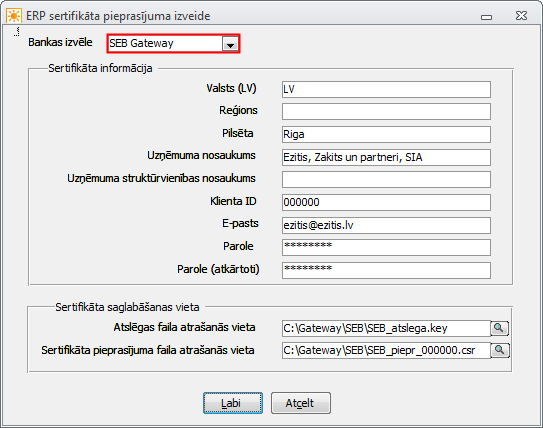 ERP sertifikāta pieprasījuma izveide
Bankas izvēle SEB Gateway
Sertifikāta informācija
Valsts (LV) LV
Reģions
Pilsēta Riga
Uzņēmuma nosaukums Ezitis, Zakits un partneri, SIA
Uzņēmuma struktūrvienības nosaukums
Klienta ID 000000
E-pasts ezitis@ezitis.lv
Parole ********
Parole (atkārtoti) ********
Sertifikāta saglabāšanas vieta
Atslēgas faila atrašanās vieta C:\Gateway\SEB\SEB_atslega.key
Sertifikāta pieprasījuma faila atrašanās vieta C:\Gateway\SEB\SEB_piepr_000000.csr
Labi Atcelt